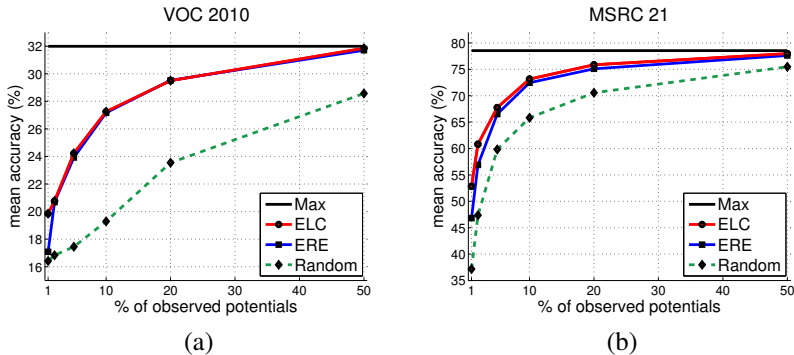 VOC 2010
mean accuracy (%)
32
30
28
26
24
22
20
18
16
Max
ELC
ERE
Random
1 10 20 30 40 50
% of observed potentials
(a)
MSRC 21
mean accuracy (%)
80
75
70
65
60
55
50
45
40
35
Max
ELC
ERE
Random
1 10 20 30 40 50
% of observed potentials
(b)